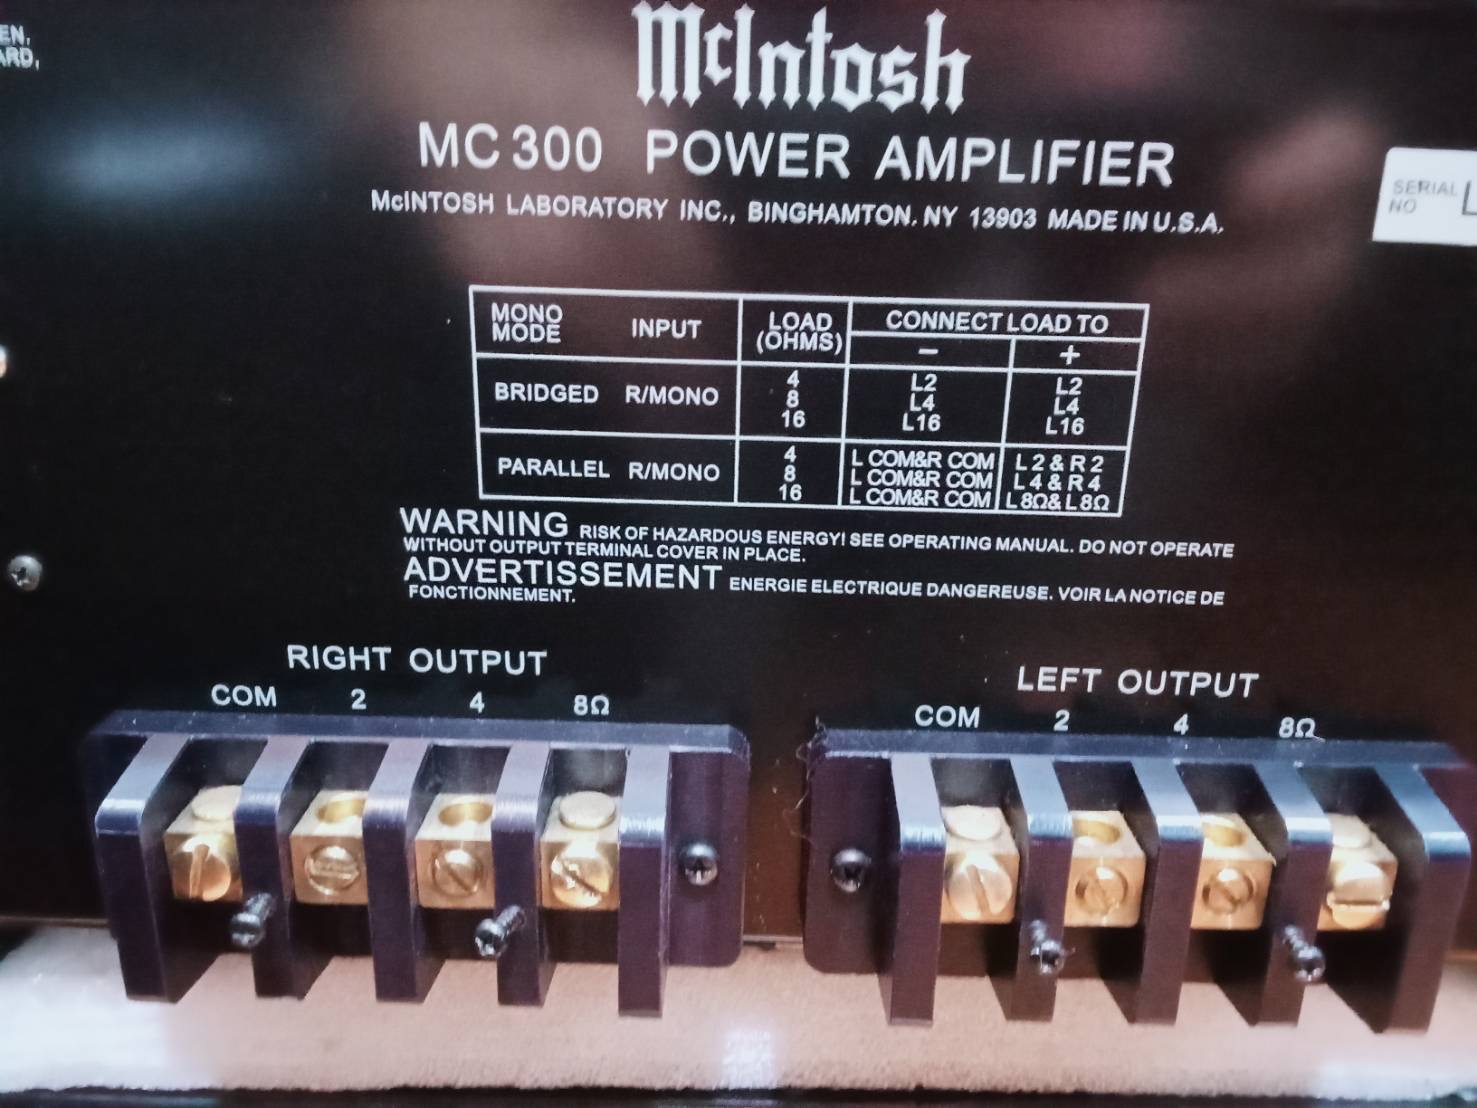 EN,
ARD,
McIntosh
MC 300 POWER AMPLIFIER
McINTOSH LABORATORY INC., BINGHAMTON. NY 13903 MADE IN U.S.A.
SERIAL
NO
MONO MODE INPUT LOAD (OHMS) CONNECT LOAD TO
− +
BRIDGED R/MONO
4 L2 L2
8 L4 L4
16 L16 L16
PARALLEL R/MONO
4 L COM&R COM L 2 & R 2
8 L COM&R COM L 4 & R 4
16 L COM&R COM L 8Ω& L 8Ω
WARNING RISK OF HAZARDOUS ENERGY! SEE OPERATING MANUAL. DO NOT OPERATE
WITHOUT OUTPUT TERMINAL COVER IN PLACE.
ADVERTISSEMENT ENERGIE ELECTRIQUE DANGEREUSE. VOIR LA NOTICE DE
FONCTIONNEMENT.
RIGHT OUTPUT
COM 2 4 8Ω
LEFT OUTPUT
COM 2 4 8Ω